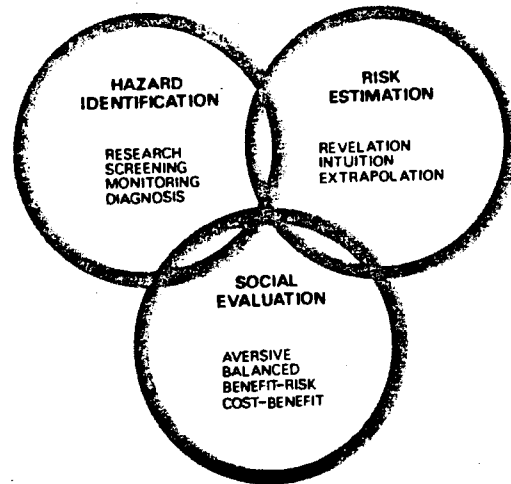 HAZARD
IDENTIFICATION
RESEARCH
SCREENING
MONITORING
DIAGNOSIS
RISK
ESTIMATION
REVELATION
INTUITION
EXTRAPOLATION
SOCIAL
EVALUATION
AVERSIVE
BALANCED
BENEFIT-RISK
COST-BENEFIT